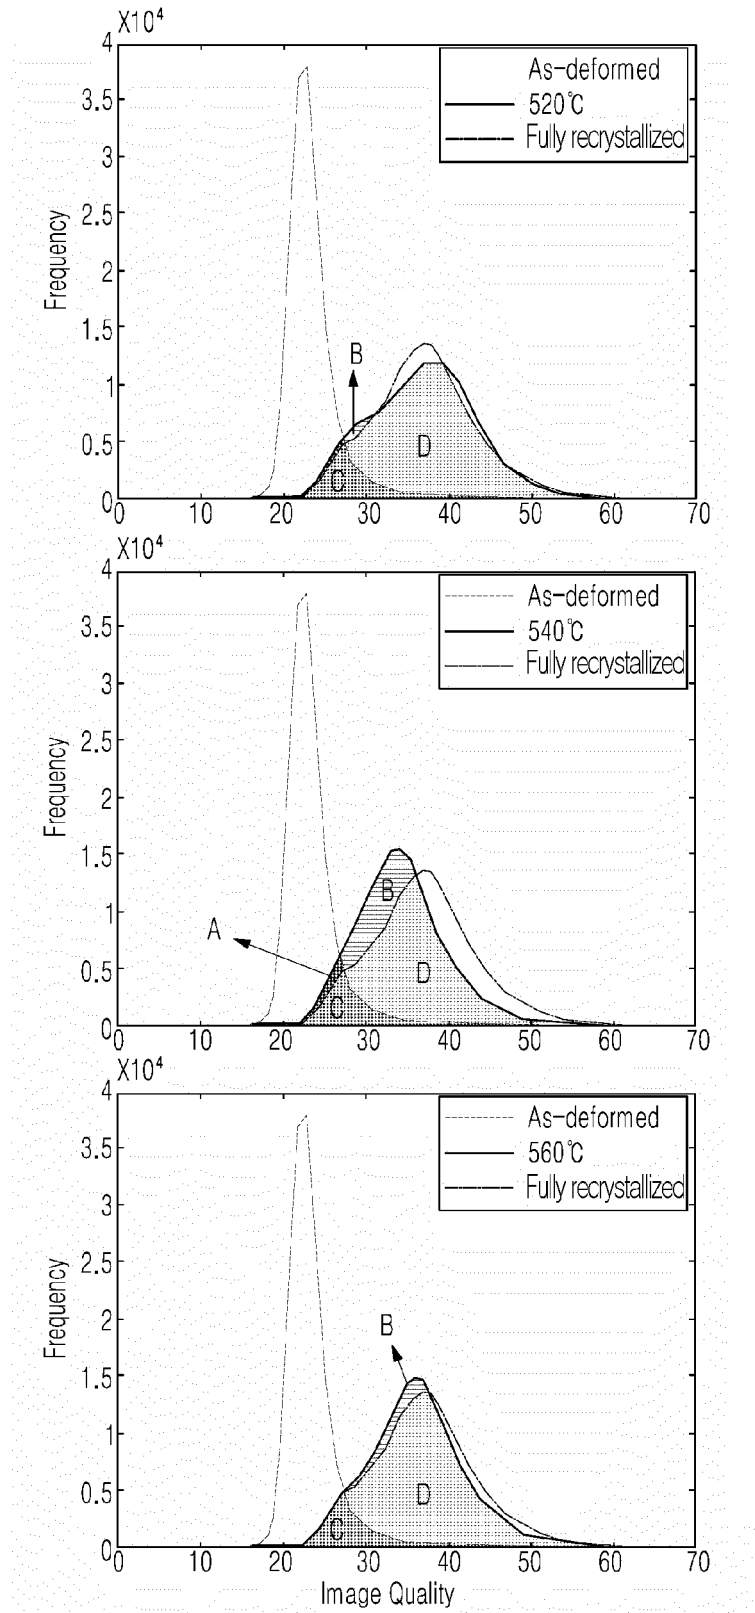 X10⁴
4
3.5
3
2.5
2
1.5
1
0.5
0
Frequency
As-deformed
520℃
Fully recrystallized
B
C
D
0 10 20 30 40 50 60 70
X10⁴
4
3.5
3
2.5
2
1.5
1
0.5
0
Frequency
As-deformed
540℃
Fully recrystallized
A
B
C
D
0 10 20 30 40 50 60 70
X10⁴
4
3.5
3
2.5
2
1.5
1
0.5
0
Frequency
As-deformed
560℃
Fully recrystallized
B
C
D
0 10 20 30 40 50 60 70
Image Quality